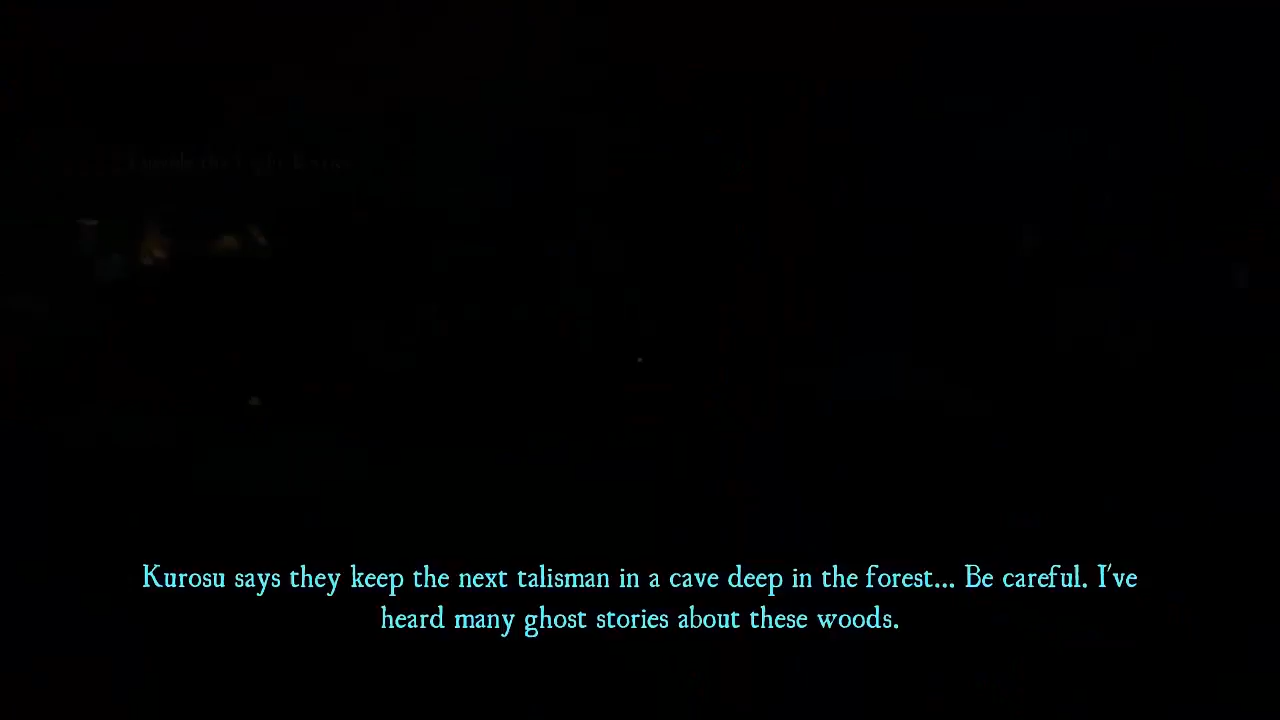 Kurosu says they keep the next talisman in a cave deep in the forest... Be careful. I've
heard many ghost stories about these woods.